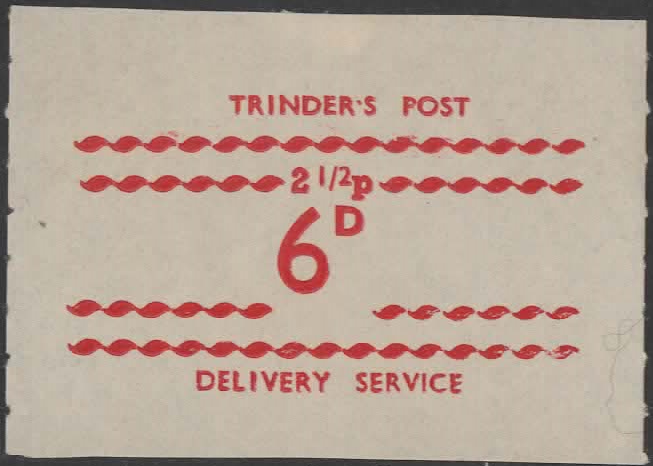 TRINDER'S POST
2 1/2p
6D
DELIVERY SERVICE